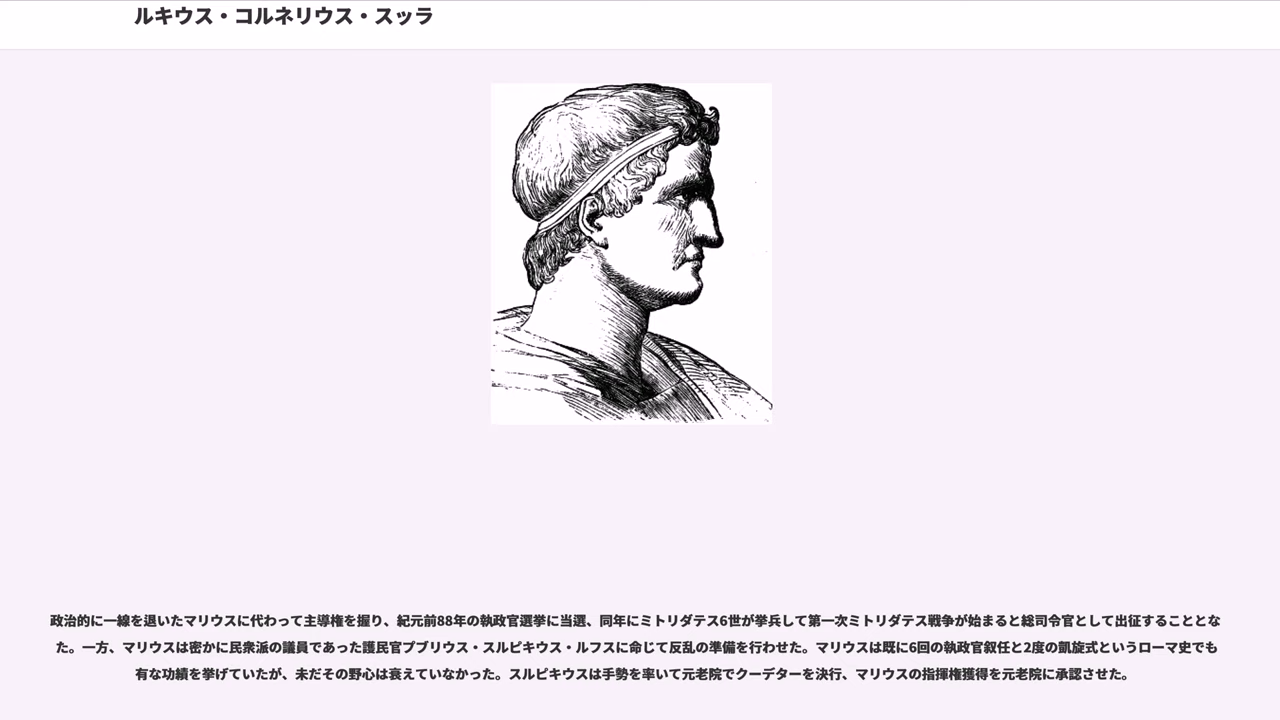 ルキウス・コルネリウス・スッラ
政治的に一線を退いたマリウスに代わって主導権を握り、紀元前88年の執政官選挙に当選、同年にミトリダテス6世が挙兵して第一次ミトリダテス戦争が始まると総司令官として出征することとな
た。一方、マリウスは密かに民衆派の議員であった護民官プブリウス・スルピキウス・ルフスに命じて反乱の準備を行わせた。マリウスは既に6回の執政官叙任と2度の凱旋式というローマ史でも
有な功績を挙げていたが、未だその野心は衰えていなかった。スルピキウスは手勢を率いて元老院でクーデターを決行、マリウスの指揮権獲得を元老院に承認させた。